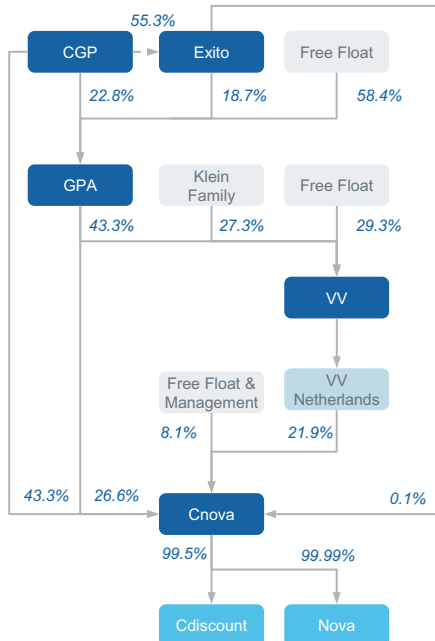 55.3%
CGP
Exito
Free Float
22.8%
18.7%
58.4%
GPA
Klein
Family
Free Float
43.3%
27.3%
29.3%
VV
Free Float &
Management
VV
Netherlands
8.1%
21.9%
43.3%
26.6%
0.1%
Cnova
99.5%
99.99%
Cdiscount
Nova